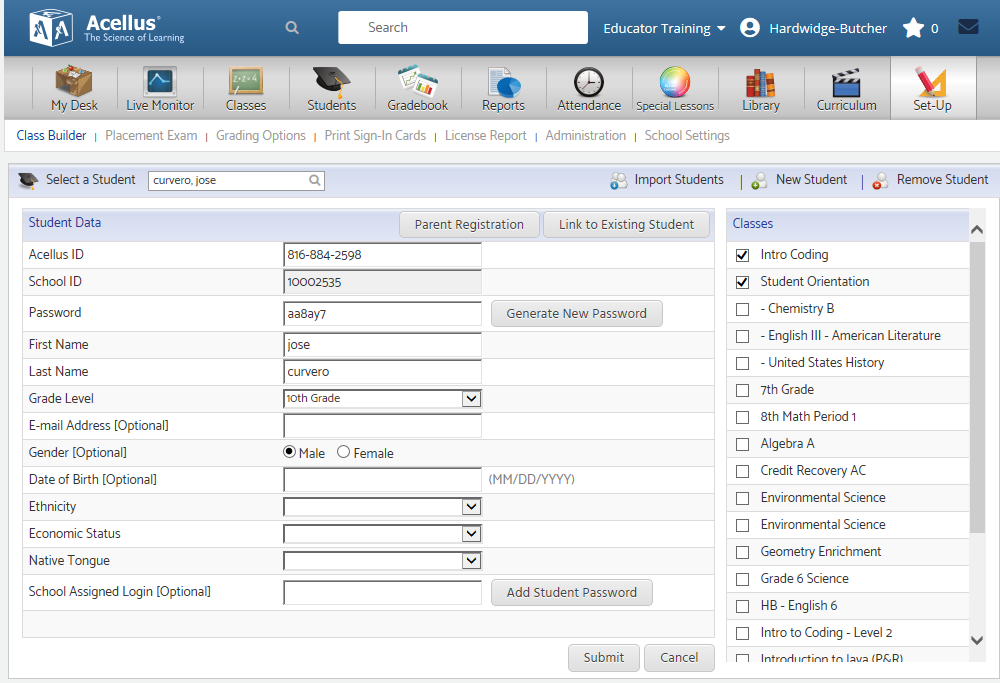 Acellus®
The Science of Learning
Search
Educator Training
Hardwidge-Butcher
0
My Desk
Live Monitor
Classes
Students
Gradebook
Reports
Attendance
Special Lessons
Library
Curriculum
Set-Up
Class Builder | Placement Exam | Grading Options | Print Sign-In Cards | License Report | Administration | School Settings
Select a Student
curvero, jose
Import Students | New Student | Remove Student
Student Data
Parent Registration
Link to Existing Student
Acellus ID
816-884-2598
School ID
10002535
Password
aa8ay7
Generate New Password
First Name
jose
Last Name
curvero
Grade Level
10th Grade
E-mail Address [Optional]
Gender [Optional]
Male
Female
Date of Birth [Optional]
(MM/DD/YYYY)
Ethnicity
Economic Status
Native Tongue
School Assigned Login [Optional]
Add Student Password
Submit
Cancel
Classes
Intro Coding
Student Orientation
- Chemistry B
- English III - American Literature
- United States History
7th Grade
8th Math Period 1
Algebra A
Credit Recovery AC
Environmental Science
Environmental Science
Geometry Enrichment
Grade 6 Science
HB - English 6
Intro to Coding - Level 2
Introduction to Java (P&R)